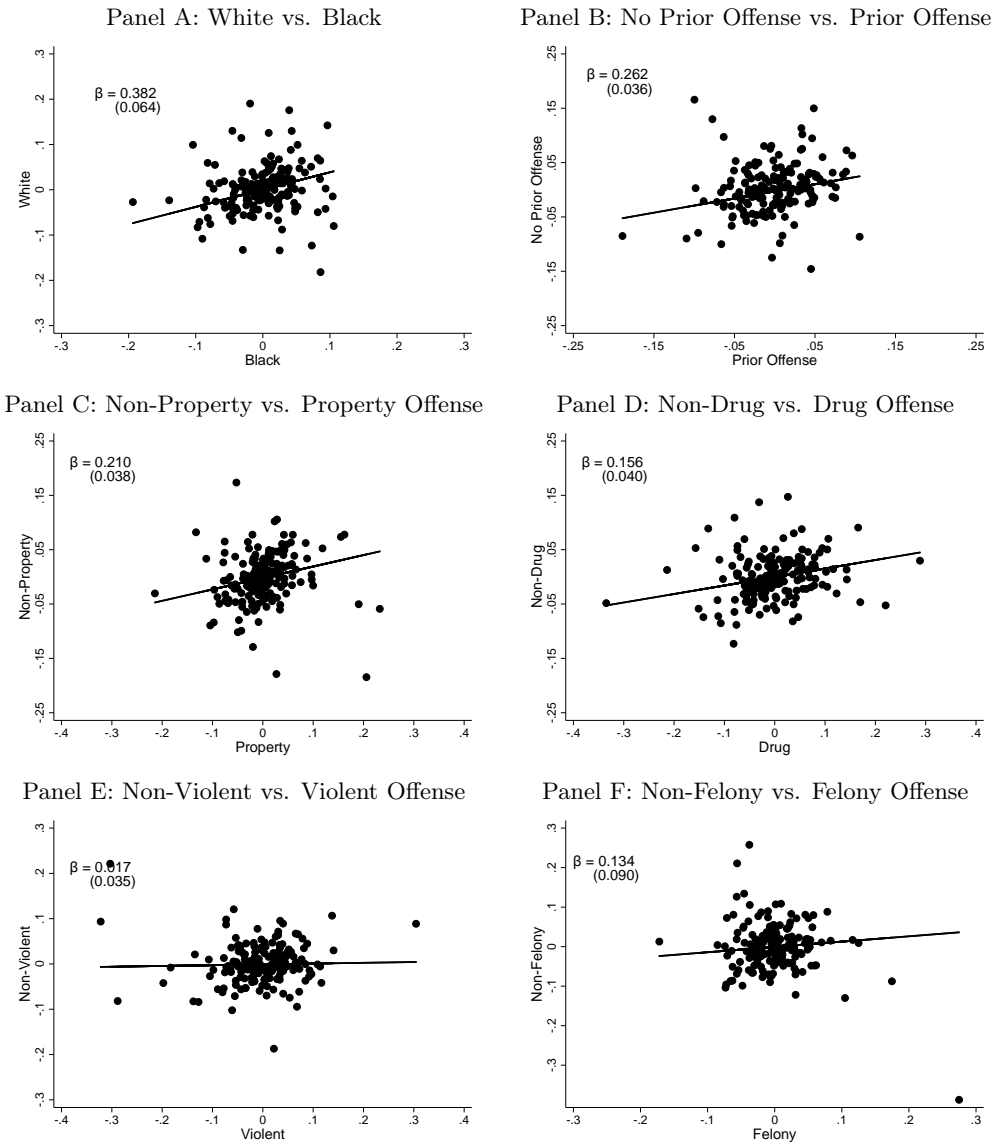 Panel A: White vs. Black
.3
.2
.1
0
-.1
-.2
-.3
White
β = 0.382
(0.064)
-.3 -.2 -.1 0 .1 .2 .3
Black
Panel B: No Prior Offense vs. Prior Offense
.25
.15
.05
-.05
-.15
-.25
No Prior Offense
β = 0.262
(0.036)
-.25 -.15 -.05 .05 .15 .25
Prior Offense
Panel C: Non-Property vs. Property Offense
.25
.15
.05
-.05
-.15
-.25
Non-Property
β = 0.210
(0.038)
-.4 -.3 -.2 -.1 0 .1 .2 .3 .4
Property
Panel D: Non-Drug vs. Drug Offense
.25
.15
.05
-.05
-.15
-.25
Non-Drug
β = 0.156
(0.040)
-.4 -.3 -.2 -.1 0 .1 .2 .3 .4
Drug
Panel E: Non-Violent vs. Violent Offense
.3
.2
.1
0
-.1
-.2
-.3
Non-Violent
β = 0.017
(0.035)
-.4 -.3 -.2 -.1 0 .1 .2 .3 .4
Violent
Panel F: Non-Felony vs. Felony Offense
.3
.2
.1
0
-.1
-.2
-.3
Non-Felony
β = 0.134
(0.090)
-.3 -.2 -.1 0 .1 .2 .3
Felony